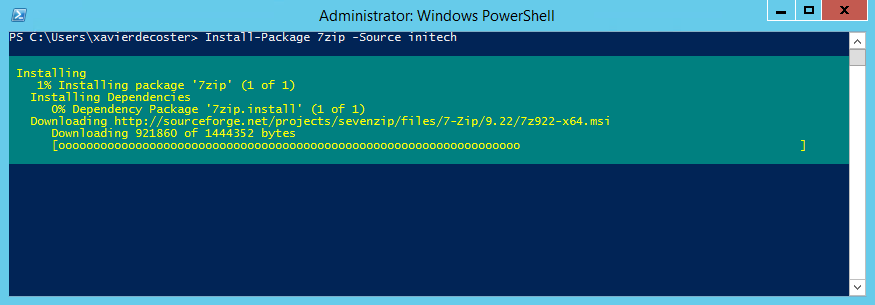 Administrator: Windows PowerShell
PS C:\Users\xavierdecoster> Install-Package 7zip -Source initech
Installing
1% Installing package '7zip' (1 of 1)
Installing Dependencies
0% Dependency Package '7zip.install' (1 of 1)
Downloading http://sourceforge.net/projects/sevenzip/files/7-Zip/9.22/7z922-x64.msi
Downloading 921860 of 1444352 bytes
[oooooooooooooooooooooooooooooooooooooooooooooooooooooooooooooooooo                                        ]